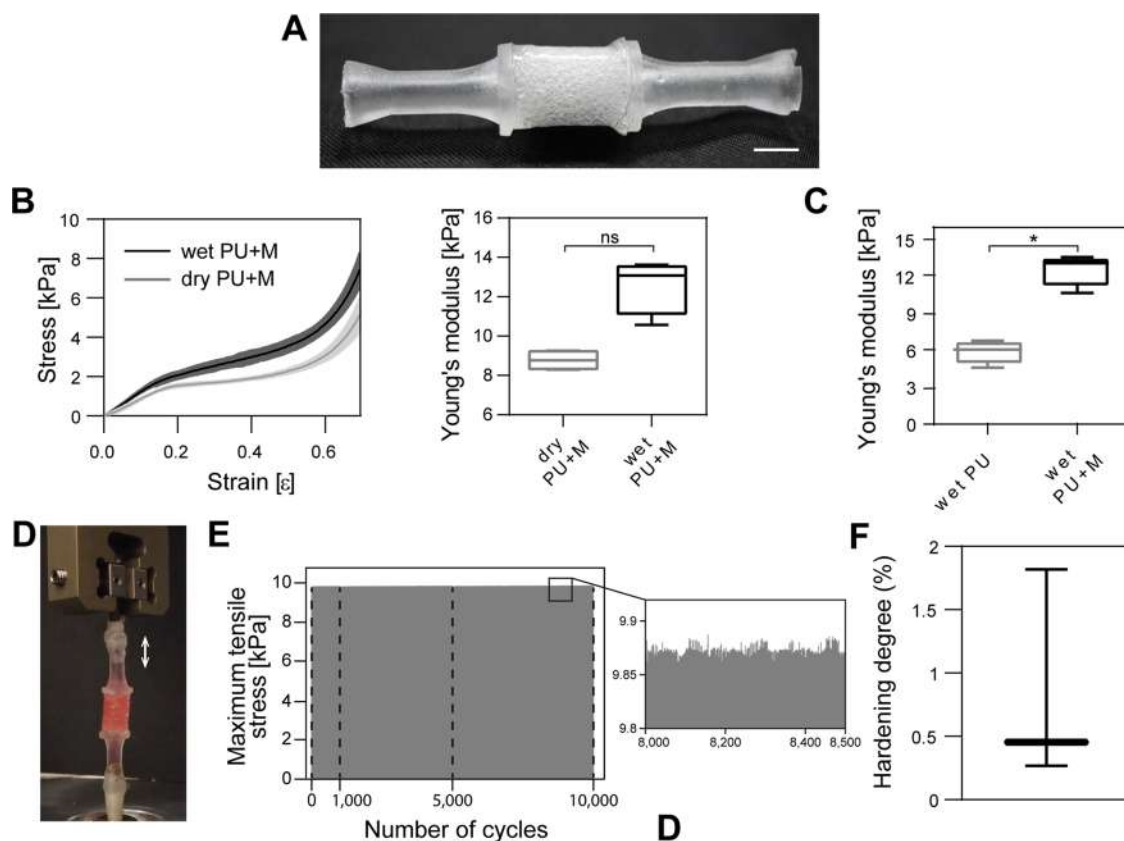 A
B
10
8
6
4
2
0
Stress [kPa]
wet PU+M
dry PU+M
0.0 0.2 0.4 0.6
Strain [ε]
16
14
12
10
8
6
Young's modulus [kPa]
ns
dry PU+M
wet PU+M
C
15
12
9
6
3
0
Young's modulus [kPa]
*
wet PU
wet PU+M
D
E
10
8
6
4
2
0
Maximum tensile
stress [kPa]
0 1,000 5,000 10,000
Number of cycles
9.9
9.85
9.8
8,000 8,200 8,400 8,500
D
F
2
1.5
1
0.5
0
Hardening degree (%)